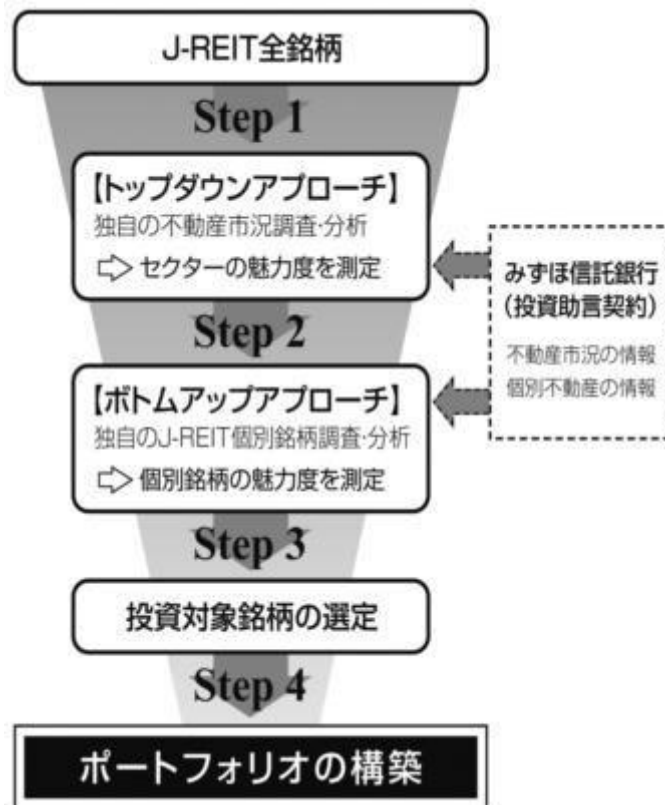 J-REIT全銘柄
Step 1
【トップダウンアプローチ】
独自の不動産市況調査・分析
⇨ セクターの魅力度を測定
みずほ信託銀行
(投資助言契約)
不動産市況の情報
個別不動産の情報
Step 2
【ボトムアップアプローチ】
独自のJ-REIT個別銘柄調査・分析
⇨ 個別銘柄の魅力度を測定
Step 3
投資対象銘柄の選定
Step 4
ポートフォリオの構築